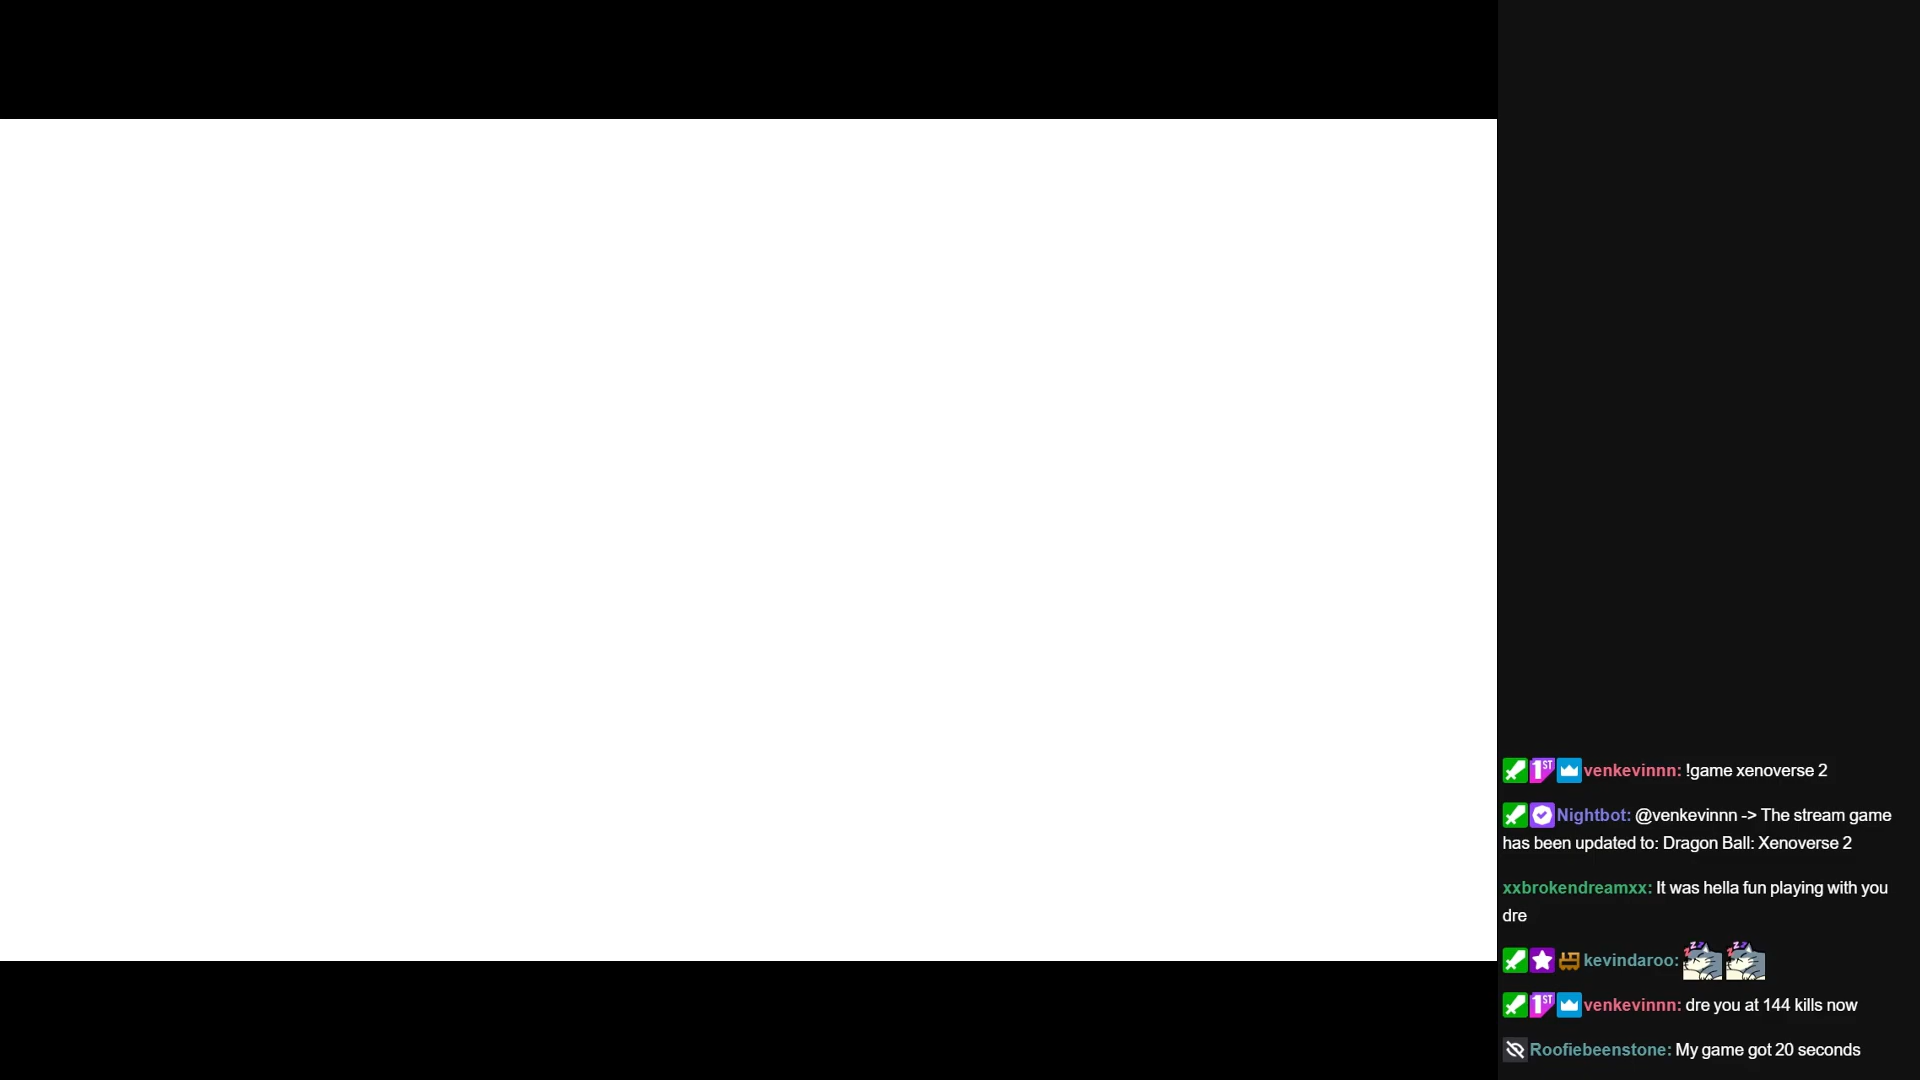 venkevinnn: !game xenoverse 2
Nightbot: @venkevinnn -> The stream game
has been updated to: Dragon Ball: Xenoverse 2
xxbrokendreamxx: It was hella fun playing with you
dre
kevindaroo:
venkevinnn: dre you at 144 kills now
Roofiebeenstone: My game got 20 seconds